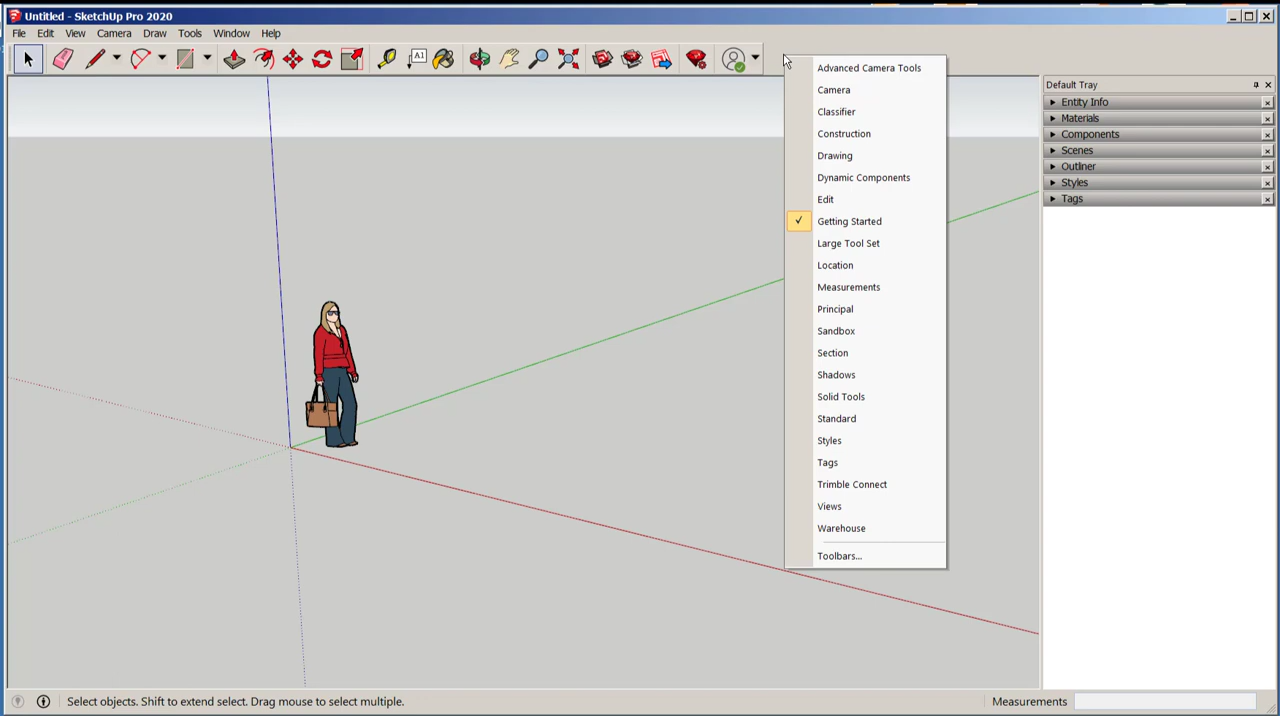 Untitled - SketchUp Pro 2020
File Edit View Camera Draw Tools Window Help
A1
Advanced Camera Tools
Camera
Classifier
Construction
Drawing
Dynamic Components
Edit
✓ Getting Started
Large Tool Set
Location
Measurements
Principal
Sandbox
Section
Shadows
Solid Tools
Standard
Styles
Tags
Trimble Connect
Views
Warehouse
Toolbars...
Default Tray
Entity Info
Materials
Components
Scenes
Outliner
Styles
Tags
Select objects. Shift to extend select. Drag mouse to select multiple.
Measurements